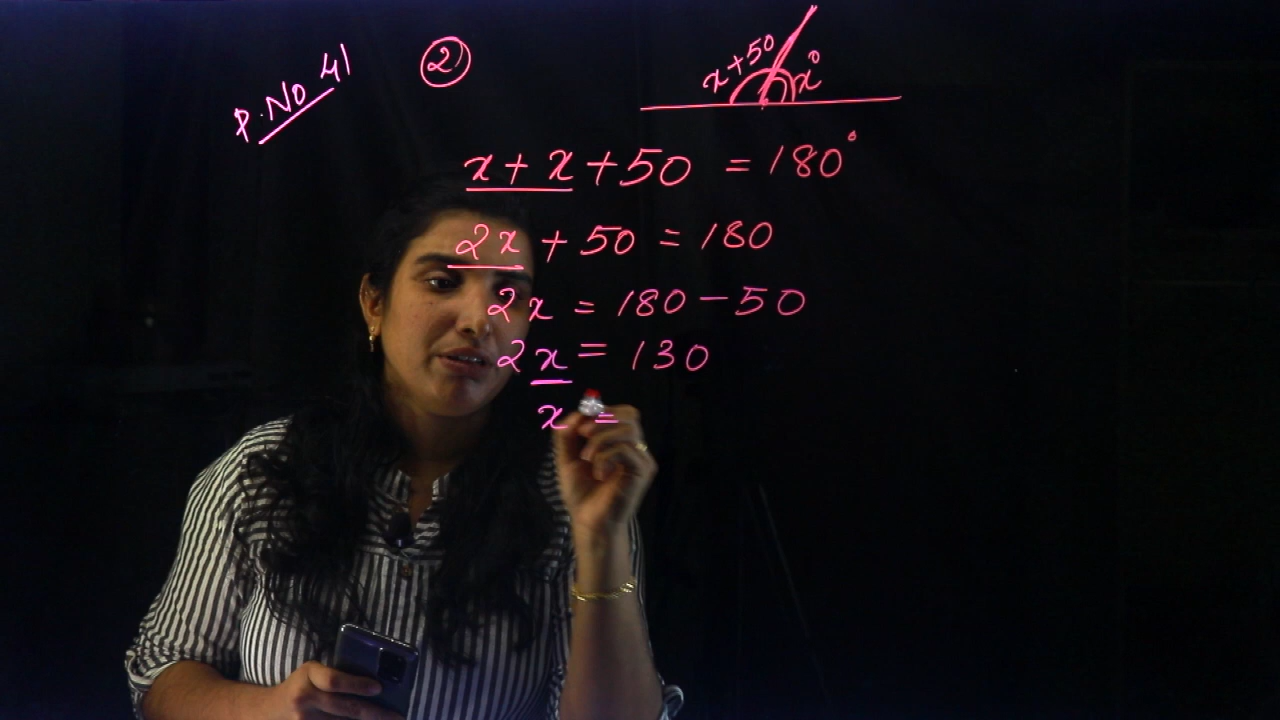 P.No 41
2
x+50 x°
x + x + 50 = 180°
2x + 50 = 180
2x = 180 - 50
2x = 130
x =